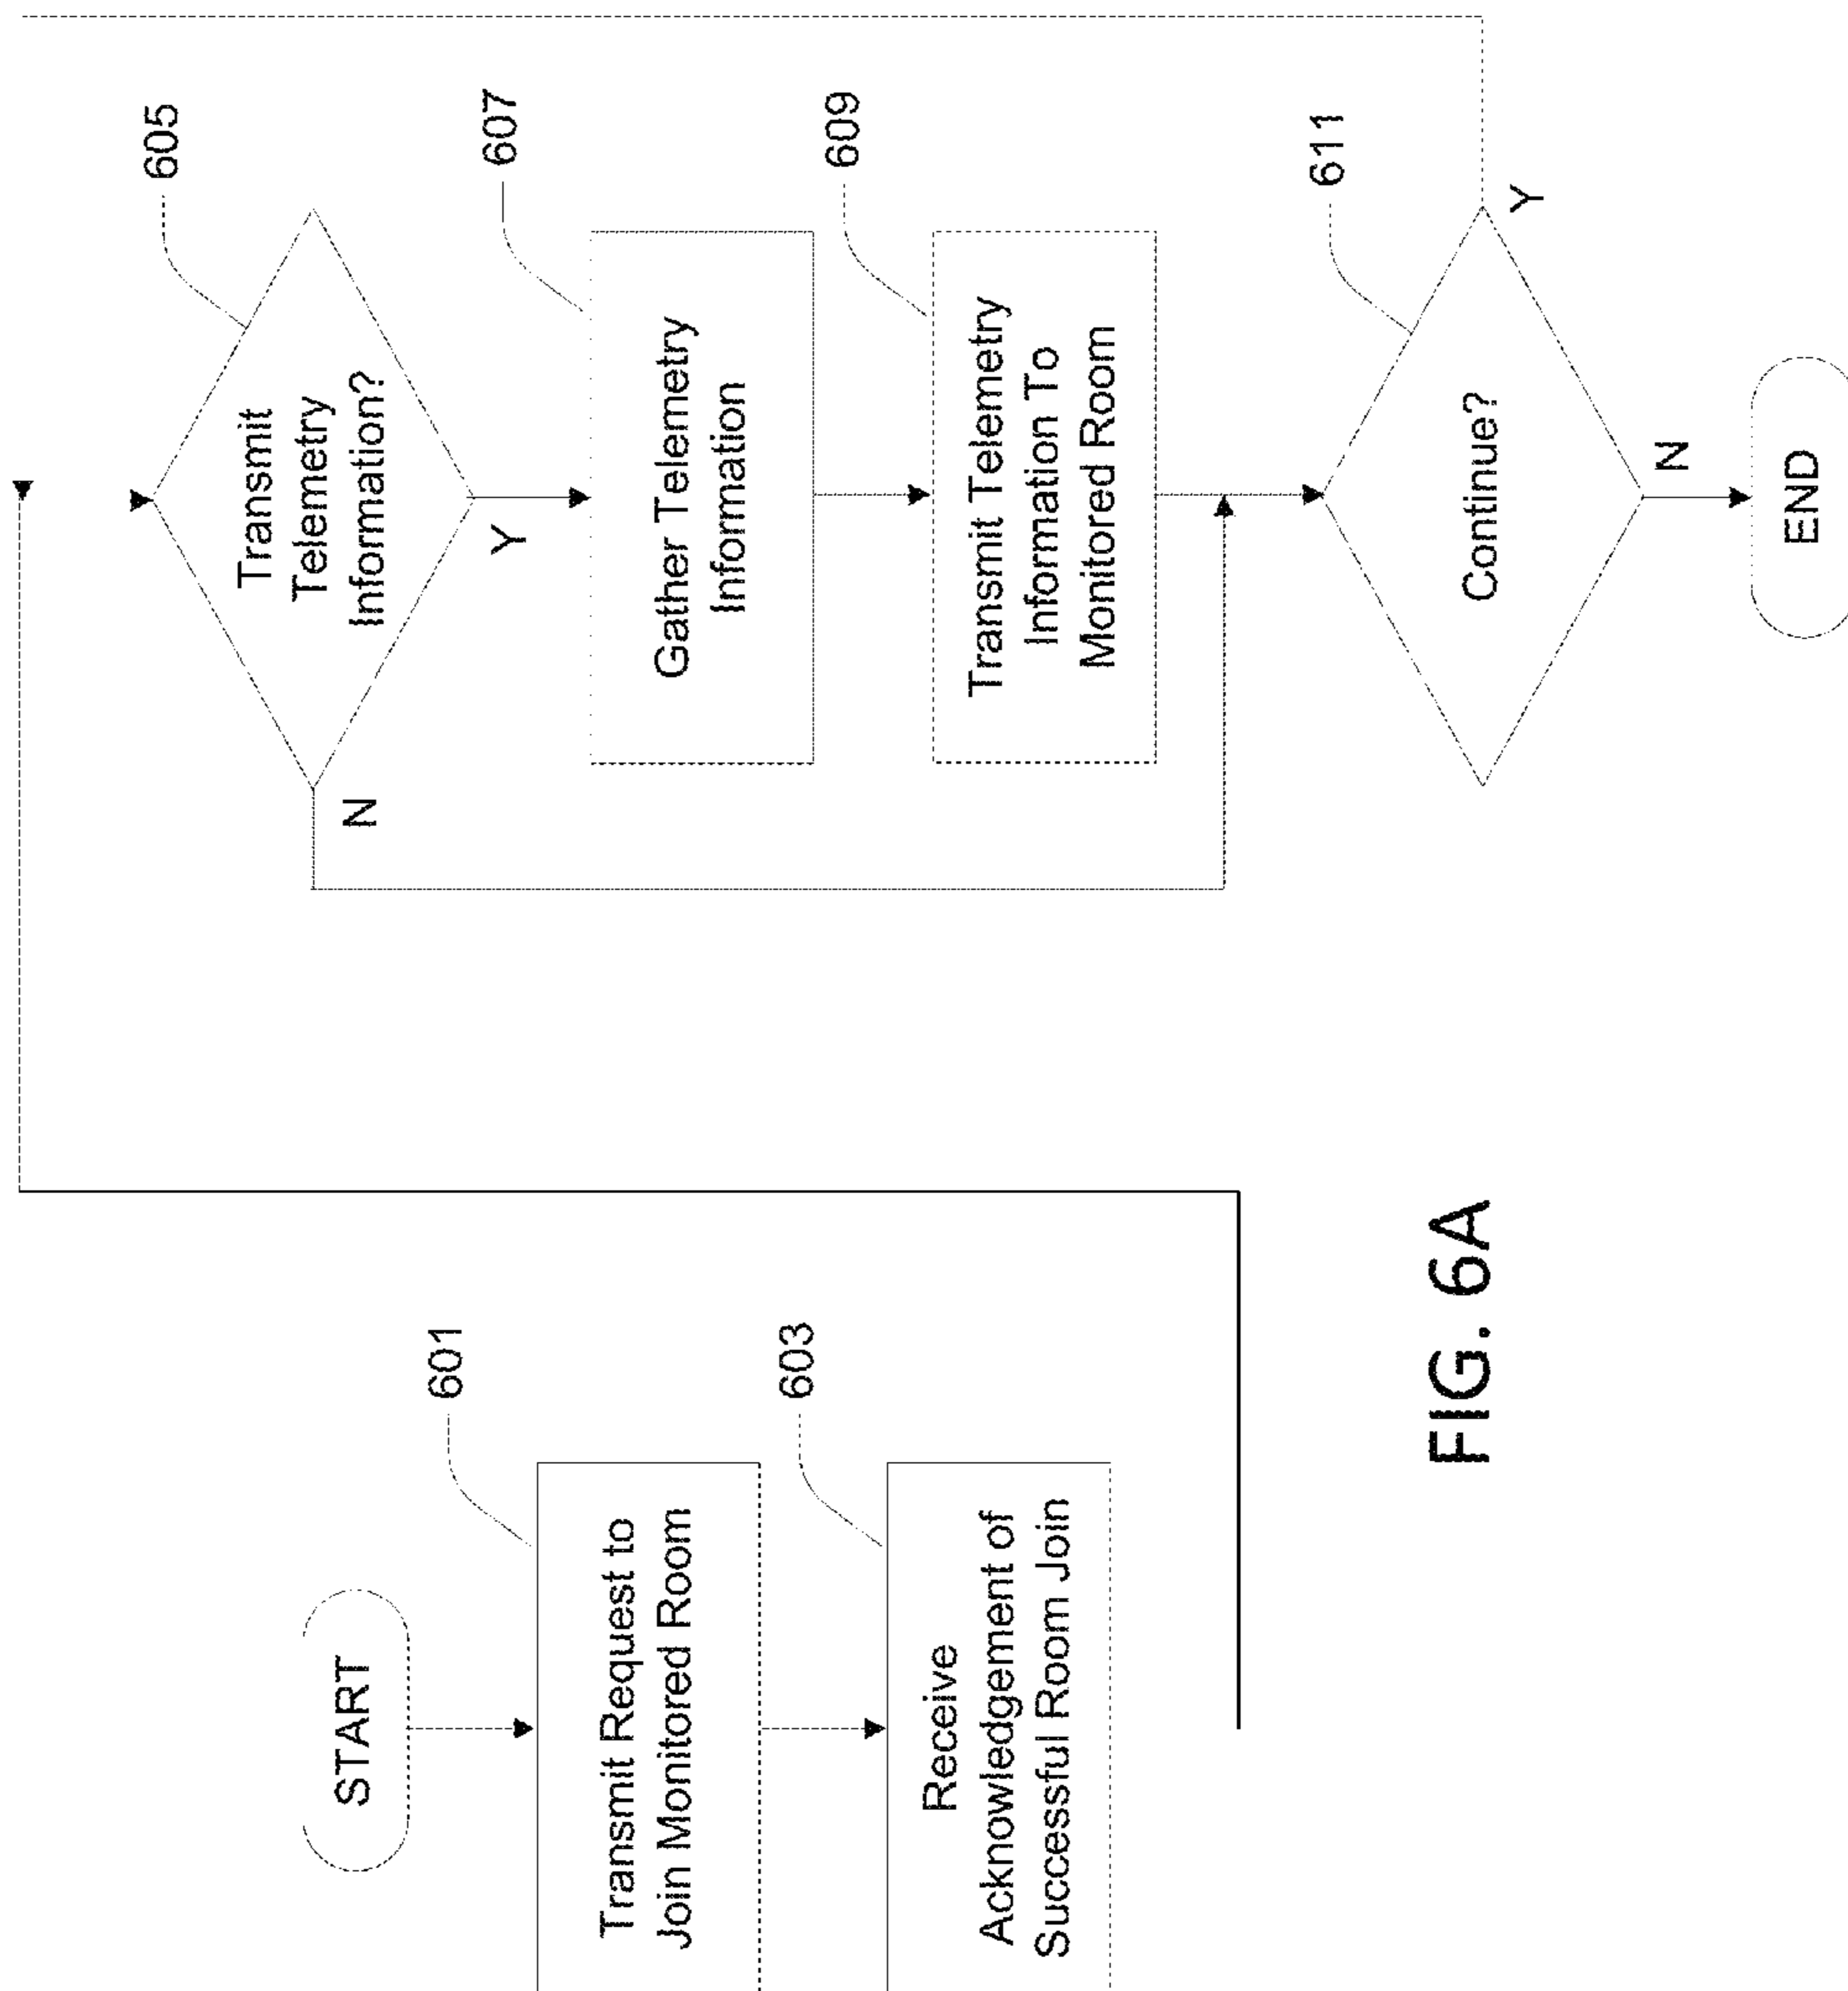 START
601
Transmit Request to
Join Monitored Room
603
Receive
Acknowledgement of
Successful Room Join
605
Transmit
Telemetry
Information?
N
Y
607
Gather Telemetry
Information
609
Transmit Telemetry
Information To
Monitored Room
611
Continue?
Y
N
END
FIG. 6A